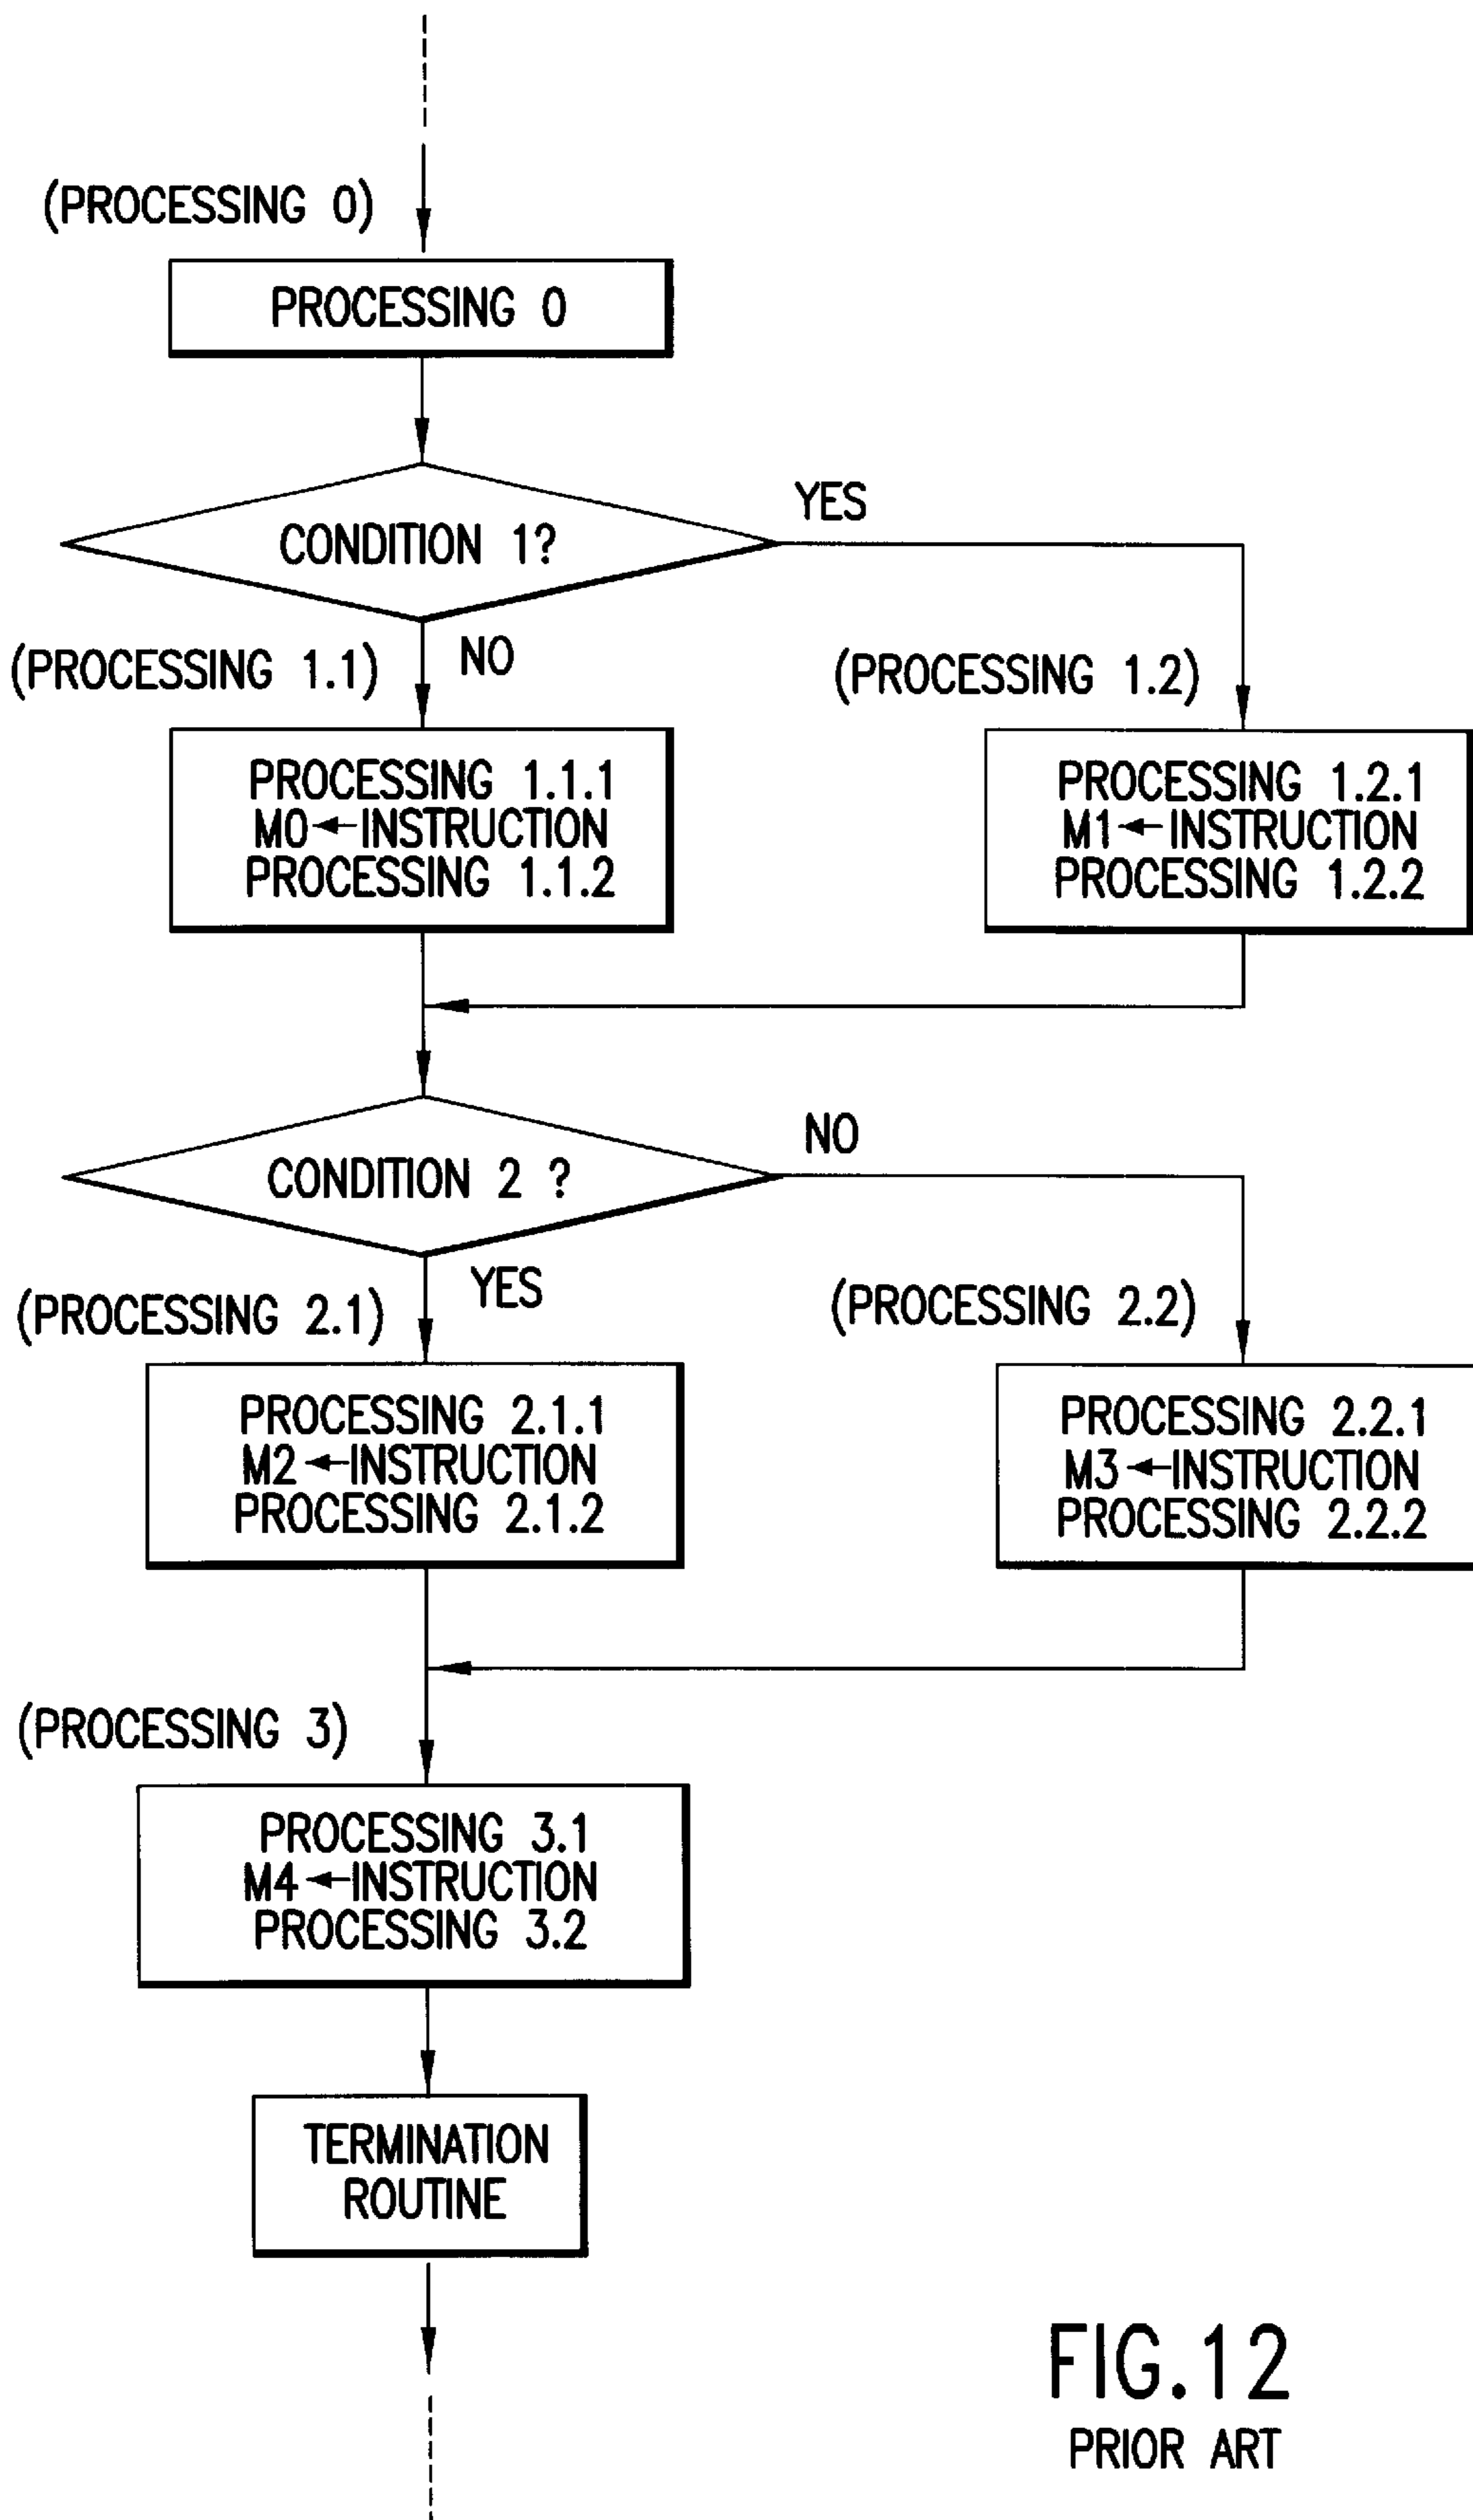 (PROCESSING 0)
PROCESSING 0
CONDITION 1?
YES
NO
(PROCESSING 1.1)
(PROCESSING 1.2)
PROCESSING 1.1.1
M0←INSTRUCTION
PROCESSING 1.1.2
PROCESSING 1.2.1
M1←INSTRUCTION
PROCESSING 1.2.2
CONDITION 2 ?
NO
YES
(PROCESSING 2.1)
(PROCESSING 2.2)
PROCESSING 2.1.1
M2←INSTRUCTION
PROCESSING 2.1.2
PROCESSING 2.2.1
M3←INSTRUCTION
PROCESSING 2.2.2
(PROCESSING 3)
PROCESSING 3.1
M4←INSTRUCTION
PROCESSING 3.2
TERMINATION
ROUTINE
FIG.12
PRIOR ART